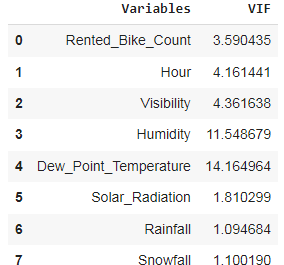 Variables VIF
0 Rented_Bike_Count 3.590435
1 Hour 4.161441
2 Visibility 4.361638
3 Humidity 11.548679
4 Dew_Point_Temperature 14.164964
5 Solar_Radiation 1.810299
6 Rainfall 1.094684
7 Snowfall 1.100190